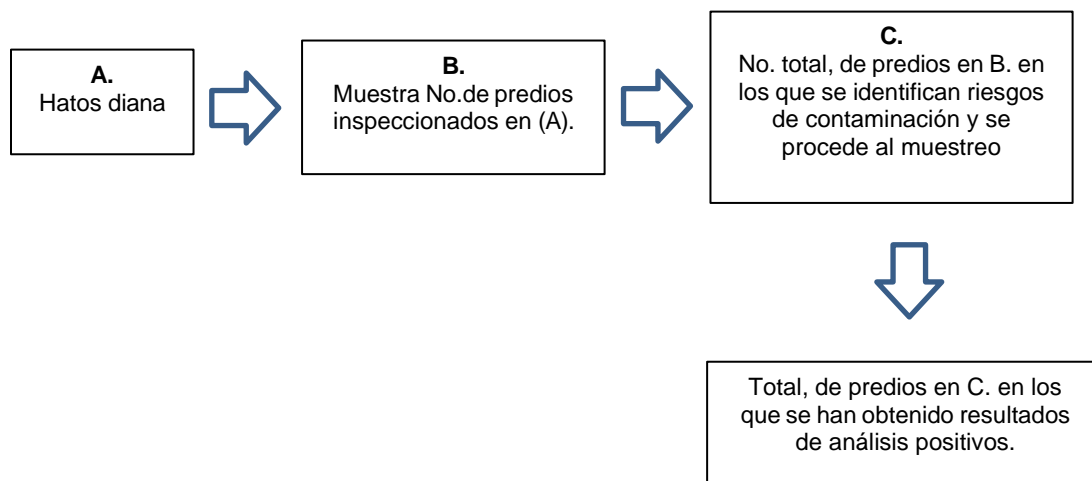 A.
Hatos diana
B.
Muestra No.de predios
inspeccionados en (A).
C.
No. total, de predios en B. en
los que se identifican riesgos
de contaminación y se
procede al muestreo
Total, de predios en C. en los
que se han obtenido resultados
de análisis positivos.